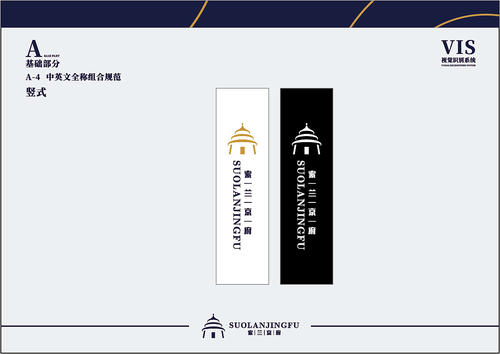 A
BASE PART
基础部分
A-4 中英文全称组合规范
竖式
VIS
视觉识别系统
SUOLANJINGFU
索兰京府
SUOLANJINGFU
索兰京府
SUOLANJINGFU
索兰京府